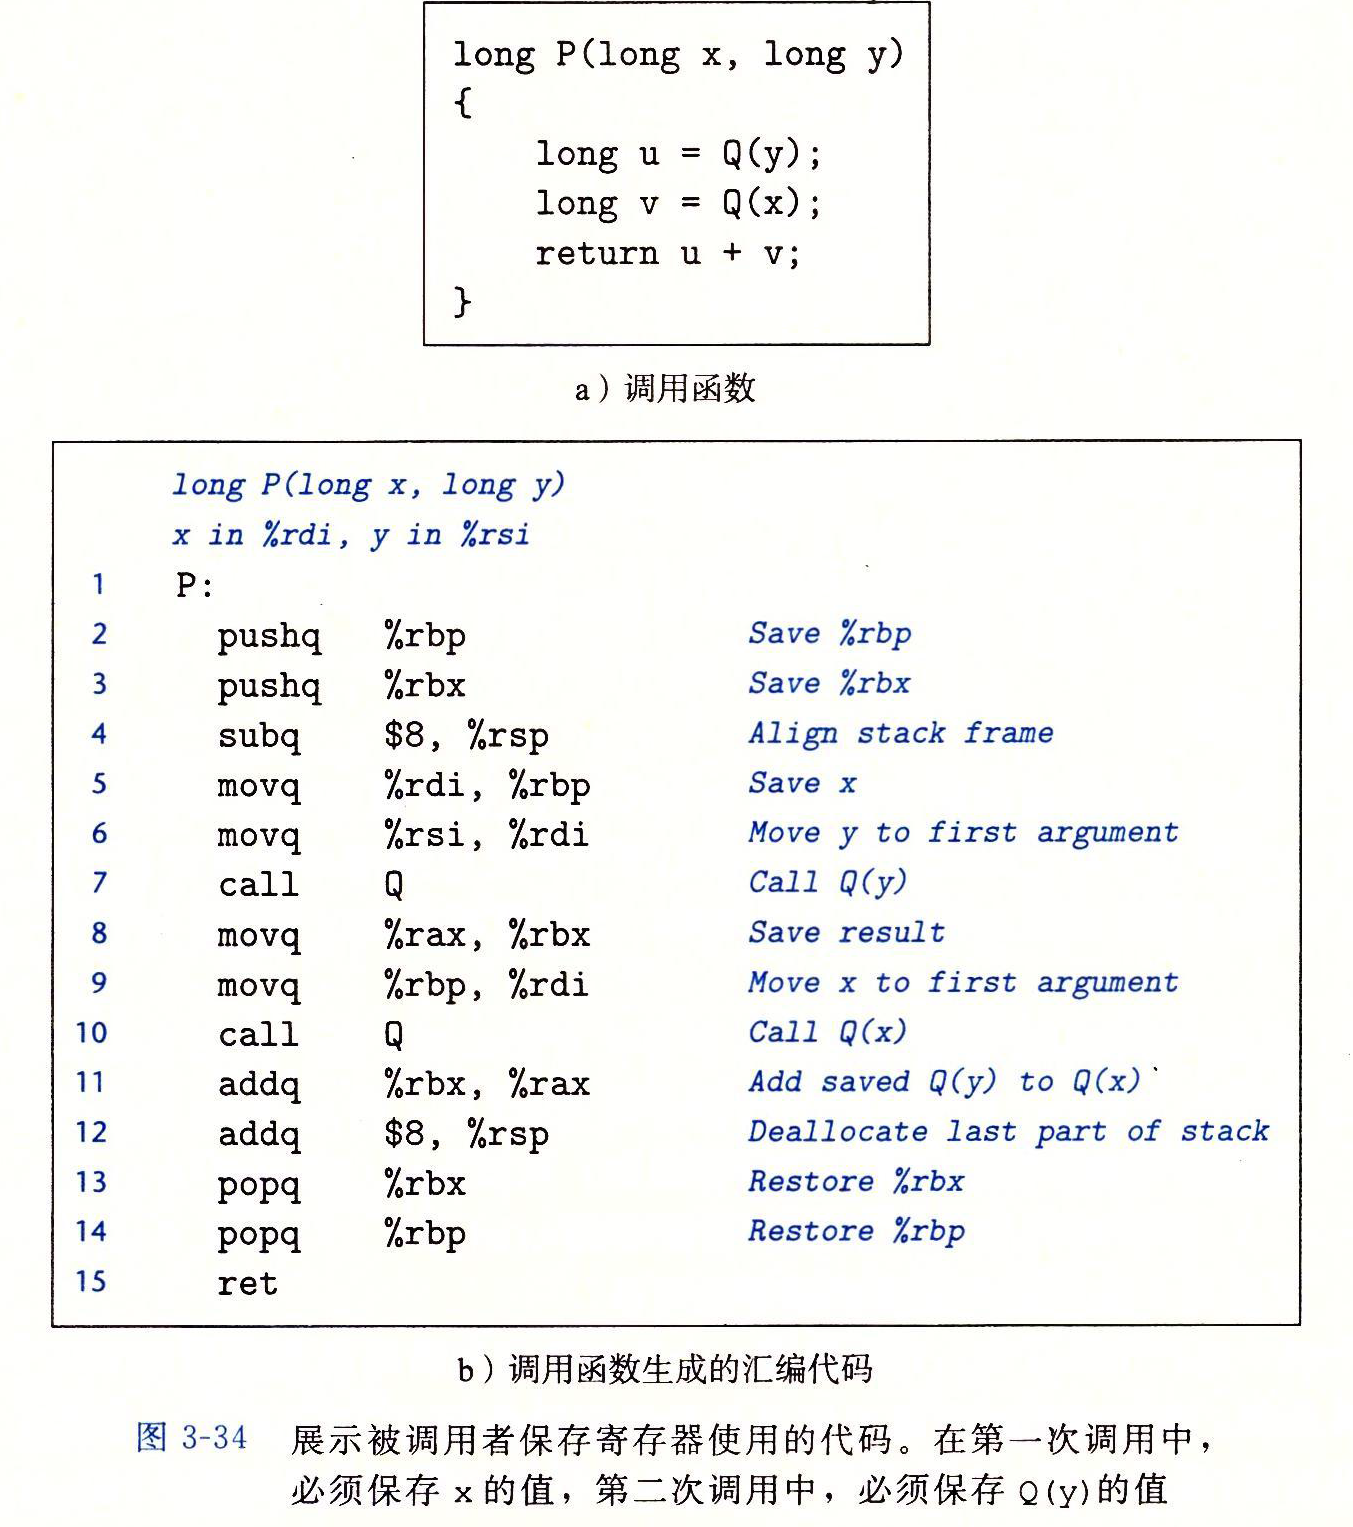 long P(long x, long y)
{
    long u = Q(y);
    long v = Q(x);
    return u + v;
}
a）调用函数
long P(long x, long y)
x in %rdi, y in %rsi
1 P:
2 pushq %rbp Save %rbp
3 pushq %rbx Save %rbx
4 subq $8, %rsp Align stack frame
5 movq %rdi, %rbp Save x
6 movq %rsi, %rdi Move y to first argument
7 call Q Call Q(y)
8 movq %rax, %rbx Save result
9 movq %rbp, %rdi Move x to first argument
10 call Q Call Q(x)
11 addq %rbx, %rax Add saved Q(y) to Q(x)
12 addq $8, %rsp Deallocate last part of stack
13 popq %rbx Restore %rbx
14 popq %rbp Restore %rbp
15 ret
b）调用函数生成的汇编代码
图 3-34 展示被调用者保存寄存器使用的代码。在第一次调用中，
必须保存 x 的值，第二次调用中，必须保存 Q(y)的值